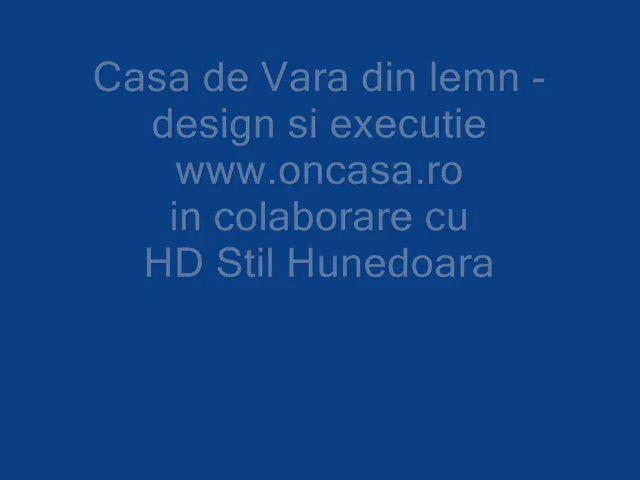 Casa de Vara din lemn -
design si executie
www.oncasa.ro
in colaborare cu
HD Stil Hunedoara